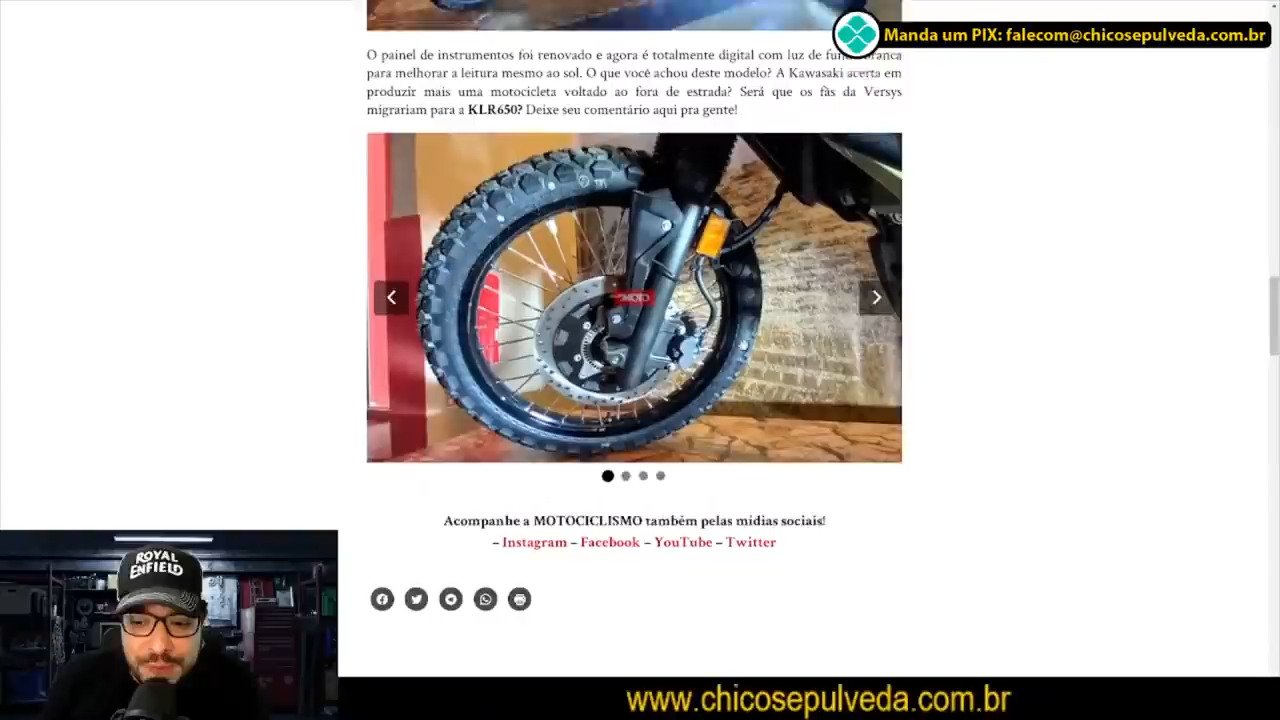 Manda um PIX: falecom@chicosepulveda.com.br
O painel de instrumentos foi renovado e agora é totalmente digital com luz de fundo branca
para melhorar a leitura mesmo ao sol. O que você achou deste modelo? A Kawasaki acerta em
produzir mais uma motocicleta voltado ao fora de estrada? Será que os fãs da Versys
migrariam para a KLR650? Deixe seu comentário aqui pra gente!
MOTO
Acompanhe a MOTOCICLISMO também pelas mídias sociais!
– Instagram – Facebook – YouTube – Twitter
ROYAL
ENFIELD
www.chicosepulveda.com.br